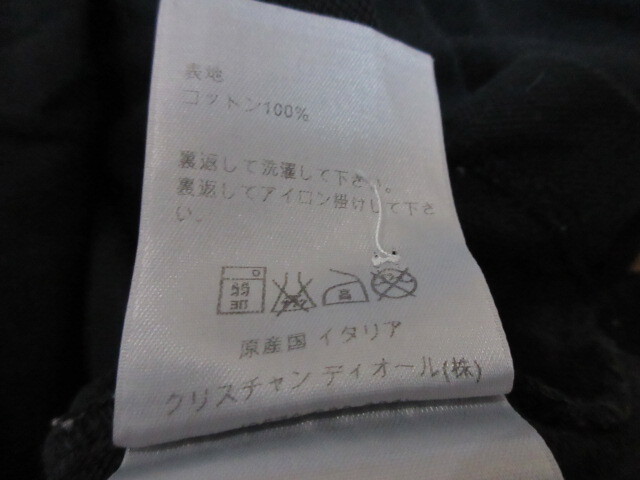 表地
コットン100%
裏返して洗濯して下さい。
裏返してアイロン掛けして下さ
い。
弱
30
中
原産国 イタリア
クリスチャン ディオール(株)